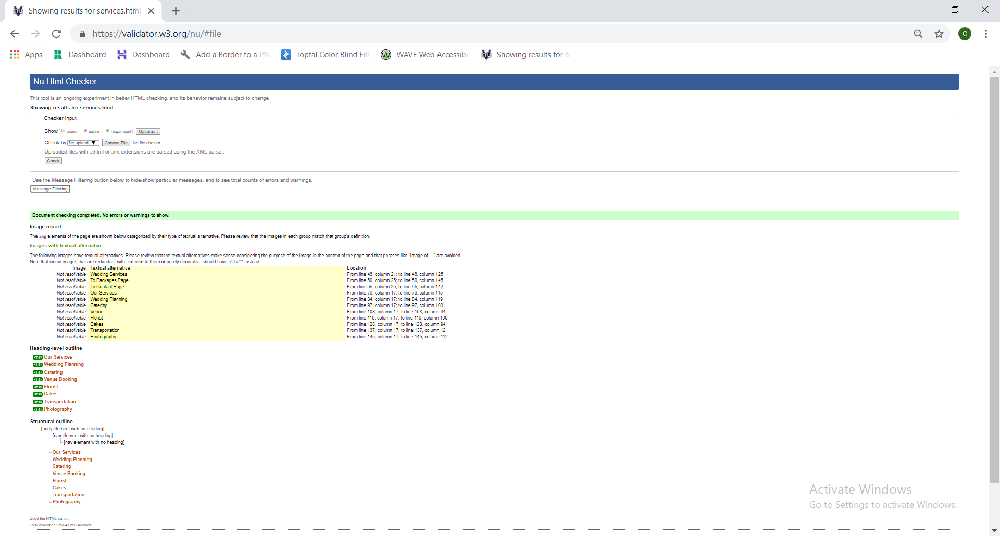 Showing results for services.html
https://validator.w3.org/nu/#file
C
Apps Dashboard Dashboard Add a Border to a PN Toptal Color Blind Filt WAVE Web Accessibil Showing results for h
Nu Html Checker
This tool is an ongoing experiment in better HTML checking, and its behavior remains subject to change
Showing results for services.html
Checker Input
Show source outline image report Options...
Check by file upload Choose File No file chosen
Uploaded files with .xhtml or .xht extensions are parsed using the XML parser.
Check
Use the Message Filtering button below to hide/show particular messages, and to see total counts of errors and warnings.
Message Filtering
Document checking completed. No errors or warnings to show.
Image report
The img elements of the page are shown below categorized by their type of textual alternative. Please review that the images in each group match that group's definition.
Images with textual alternative
The following images have textual alternatives. Please review that the textual alternatives make sense considering the purpose of the image in the context of the page and that phrases like "Image of ..." are avoided.
Note that iconic images that are redundant with text next to them or purely decorative should have alt="" instead.
Image Textual alternative Location
Not resolvable Wedding Services From line 46, column 21; to line 46, column 125
Not resolvable To Packages Page From line 50, column 25; to line 50, column 145
Not resolvable To Contact Page From line 55, column 25; to line 55, column 142
Not resolvable Our Services From line 76, column 17; to line 76, column 115
Not resolvable Wedding Planning From line 84, column 17; to line 84, column 119
Not resolvable Catering From line 97, column 17; to line 97, column 103
Not resolvable Venue From line 108, column 17; to line 108, column 94
Not resolvable Florist From line 116, column 17; to line 116, column 100
Not resolvable Cakes From line 128, column 17; to line 128, column 94
Not resolvable Transportation From line 137, column 17; to line 137, column 121
Not resolvable Photography From line 145, column 17; to line 145, column 112
Heading-level outline
<h1> Our Services
<h1> Wedding Planning
<h1> Catering
<h1> Venue Booking
<h1> Florist
<h1> Cakes
<h1> Transportation
<h1> Photography
Structural outline
[body element with no heading]
[nav element with no heading]
[nav element with no heading]
Our Services
Wedding Planning
Catering
Venue Booking
Florist
Cakes
Transportation
Photography
Activate Windows
Go to Settings to activate Windows.
Used the HTML parser.
Total execution time 41 milliseconds.